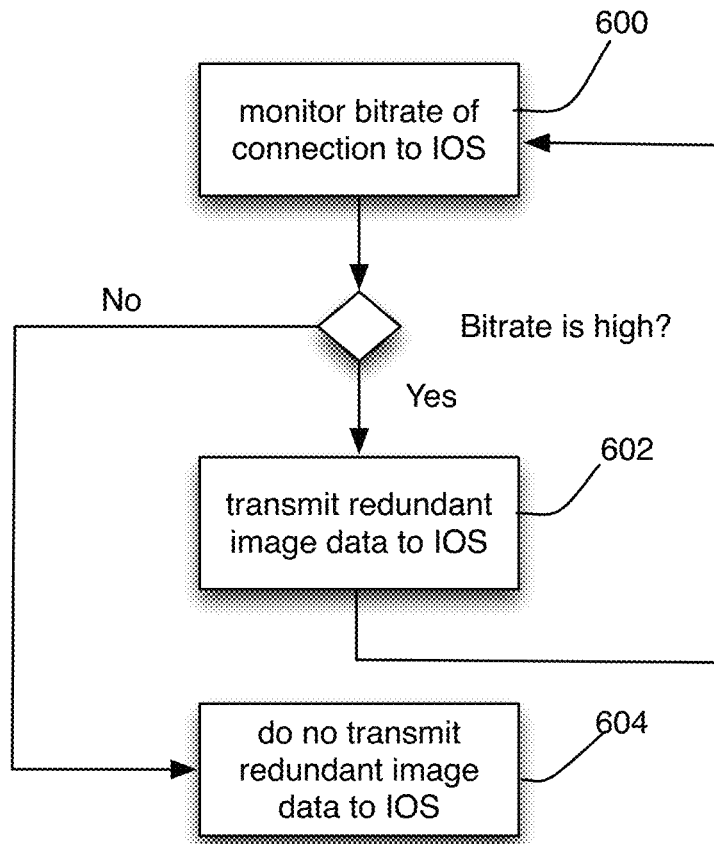 600
monitor bitrate of
connection to IOS
No
Bitrate is high?
Yes
602
transmit redundant
image data to IOS
604
do no transmit
redundant image
data to IOS